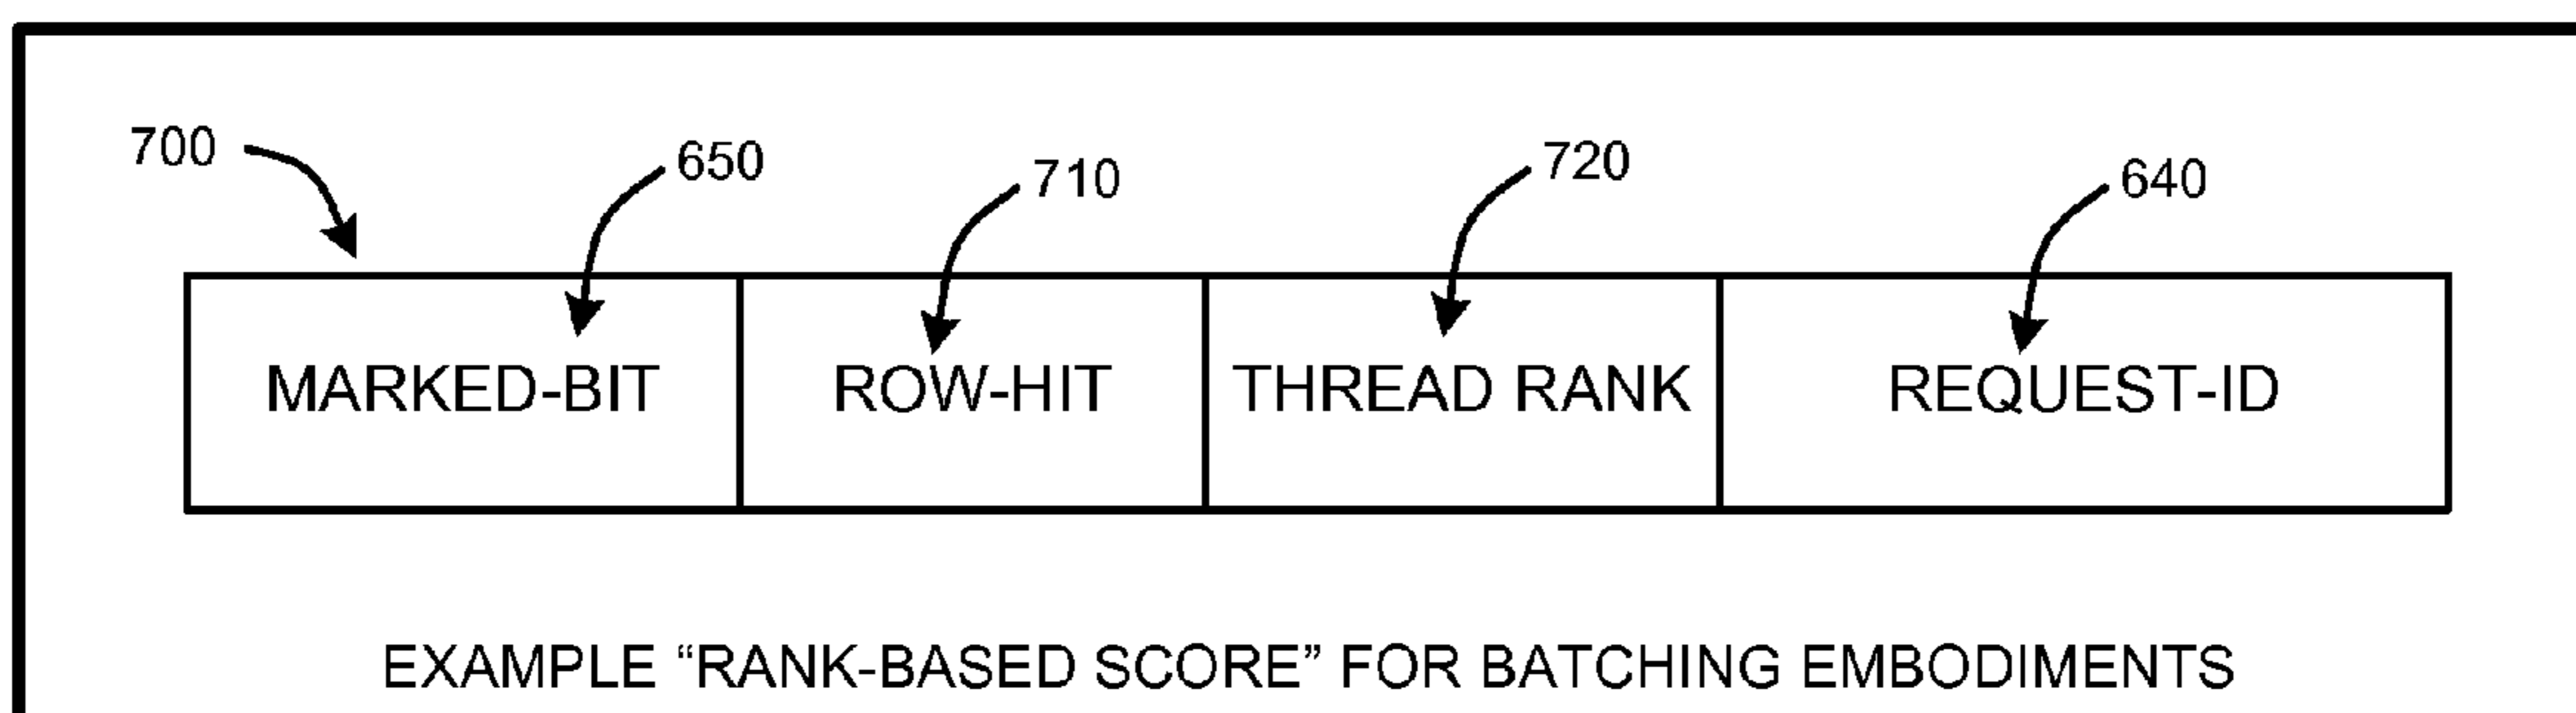 700
650
710
720
640
MARKED-BIT
ROW-HIT
THREAD RANK
REQUEST-ID
EXAMPLE “RANK-BASED SCORE” FOR BATCHING EMBODIMENTS